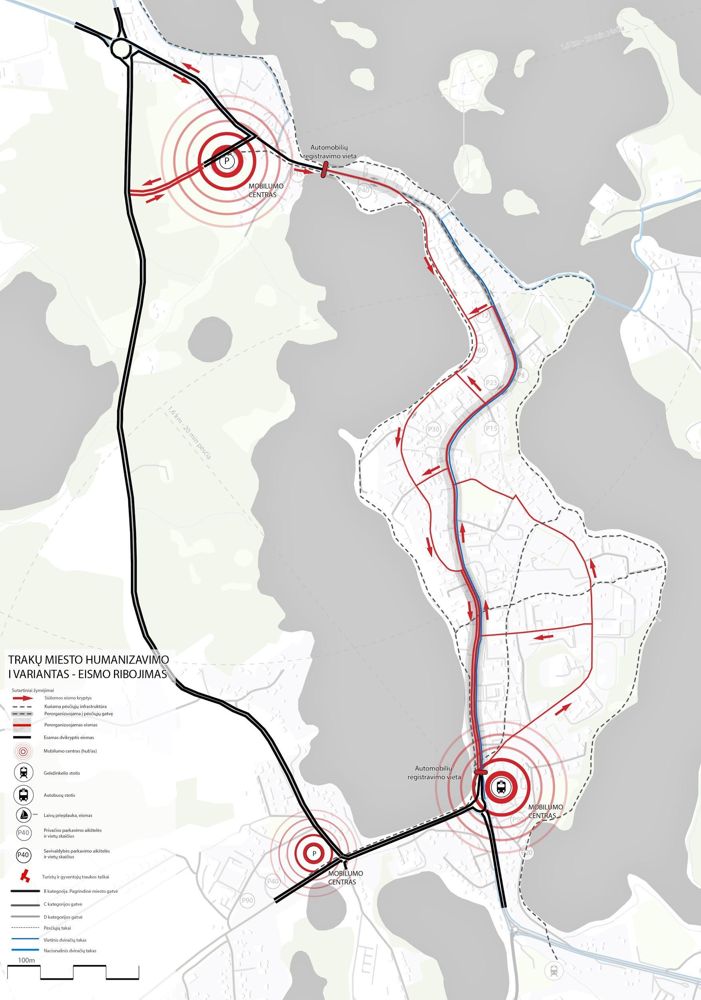 1,6 km - 20 min pėsčia
Automobilių
registravimo vieta
P
P15
P40
MOBILUMO
CENTRAS
P12
P60
P8
P23
P30
P15
1,6 km - 20 min pėsčia
TRAKŲ MIESTO HUMANIZAVIMO
I VARIANTAS - EISMO RIBOJIMAS
Sutartiniai žymėjimai
Siūlomos eismo kryptys
Kuriama pėsčiųjų infrastruktūra
Perorganizuojama į pėsčiųjų gatvę
Perorganizuojamas eismas
Esamas dvikryptis eismas
Mobilumo centras (hub'as)
Geležinkelio stotis
Autobusų stotis
Laivų prieplauka, eismas
P40
Privačios parkavimo aikštelės
ir vietų skaičius
P40
Savivaldybės parkavimo aikštelės
ir vietų skaičius
Turistų ir gyventojų traukos taškai
B kategorija. Pagrindinė miesto gatvė
C kategorijos gatvė
D kategorijos gatvė
Pėsčiųjų takai
Vietinis dviračių takas
Nacionalinis dviračių takas
100m
Automobilių
registravimo vieta
MOBILUMO
CENTRAS
P90
P20
P
MOBILUMO
CENTRAS
P40
P90